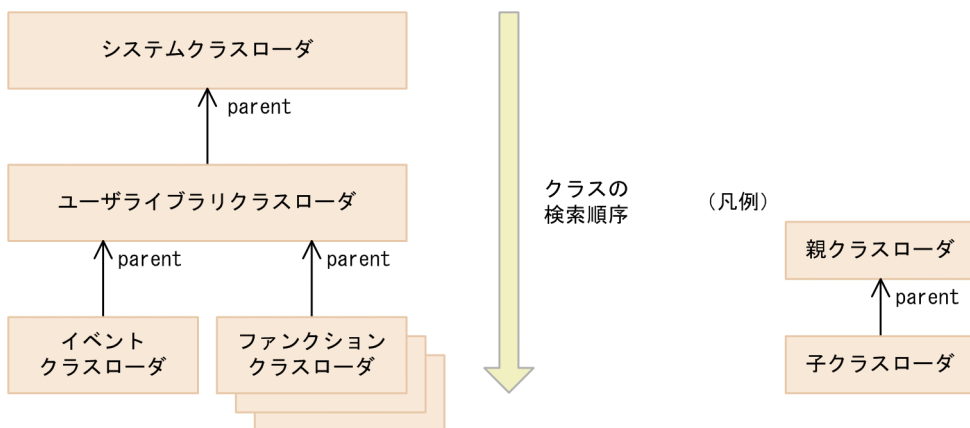 システムクラスローダ
parent
ユーザライブラリクラスローダ
parent
parent
イベント
クラスローダ
ファンクション
クラスローダ
クラスの
検索順序
（凡例）
親クラスローダ
parent
子クラスローダ